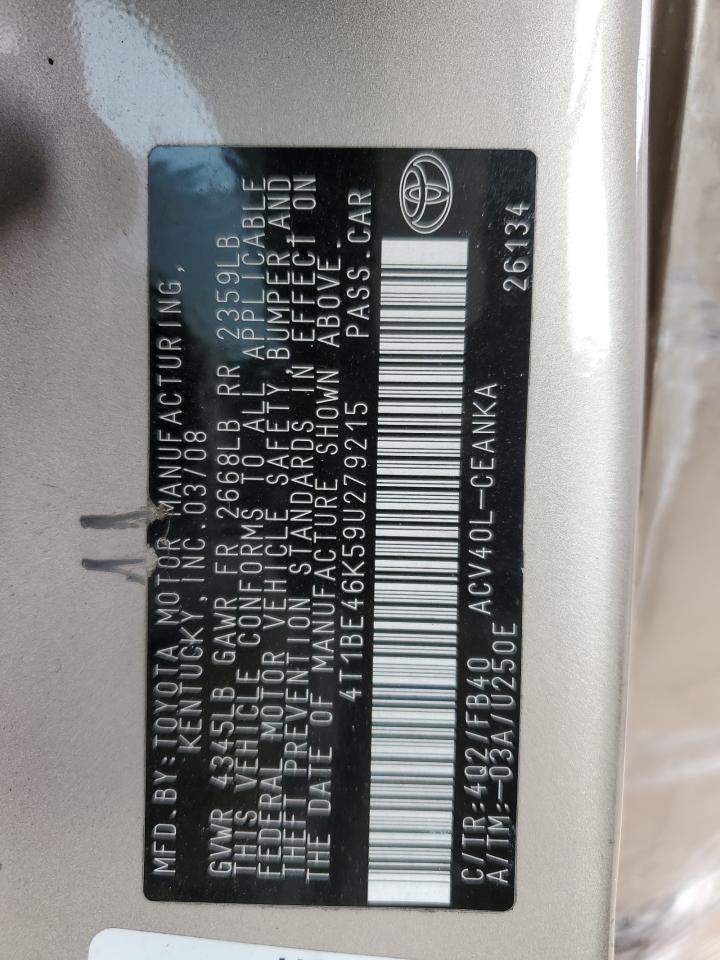 MFD.BY:TOYOTA MOTOR MANUFACTURING,
KENTUCKY, INC.03/08
GVWR 4345LB GAWR FR 2668LB RR 2359LB
THIS VEHICLE CONFORMS TO ALL APPLICABLE
FEDERAL MOTOR VEHICLE SAFETY, BUMPER AND
THEFT PREVENTION STANDARDS IN EFFECT ON
THE DATE OF MANUFACTURE SHOWN ABOVE.
4T1BE46K59U279215 PASS.CAR
C/TR:4Q2/FB40 ACV40L-CEANKA
A/TM:-03A/U250E 26134